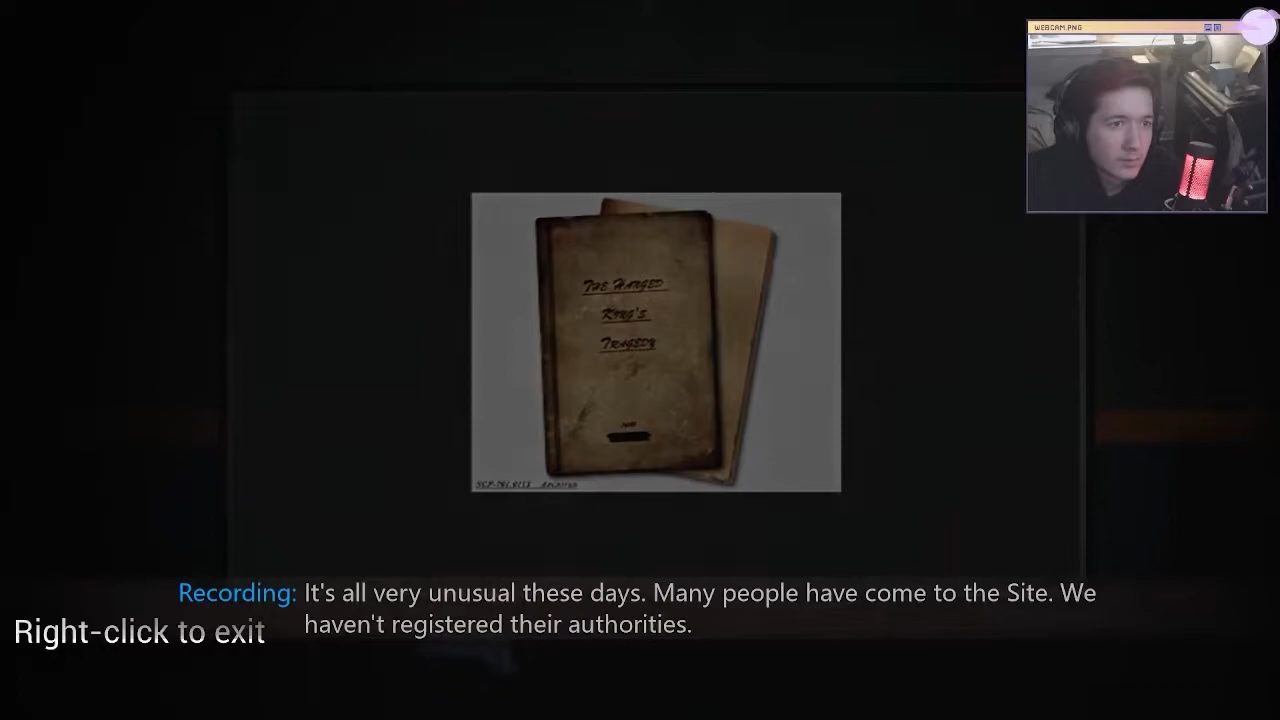 WEBCAM.PNG
THE HANGED
KING'S
TRAGEDY
Recording: It's all very unusual these days. Many people have come to the Site. We
haven't registered their authorities.
Right-click to exit